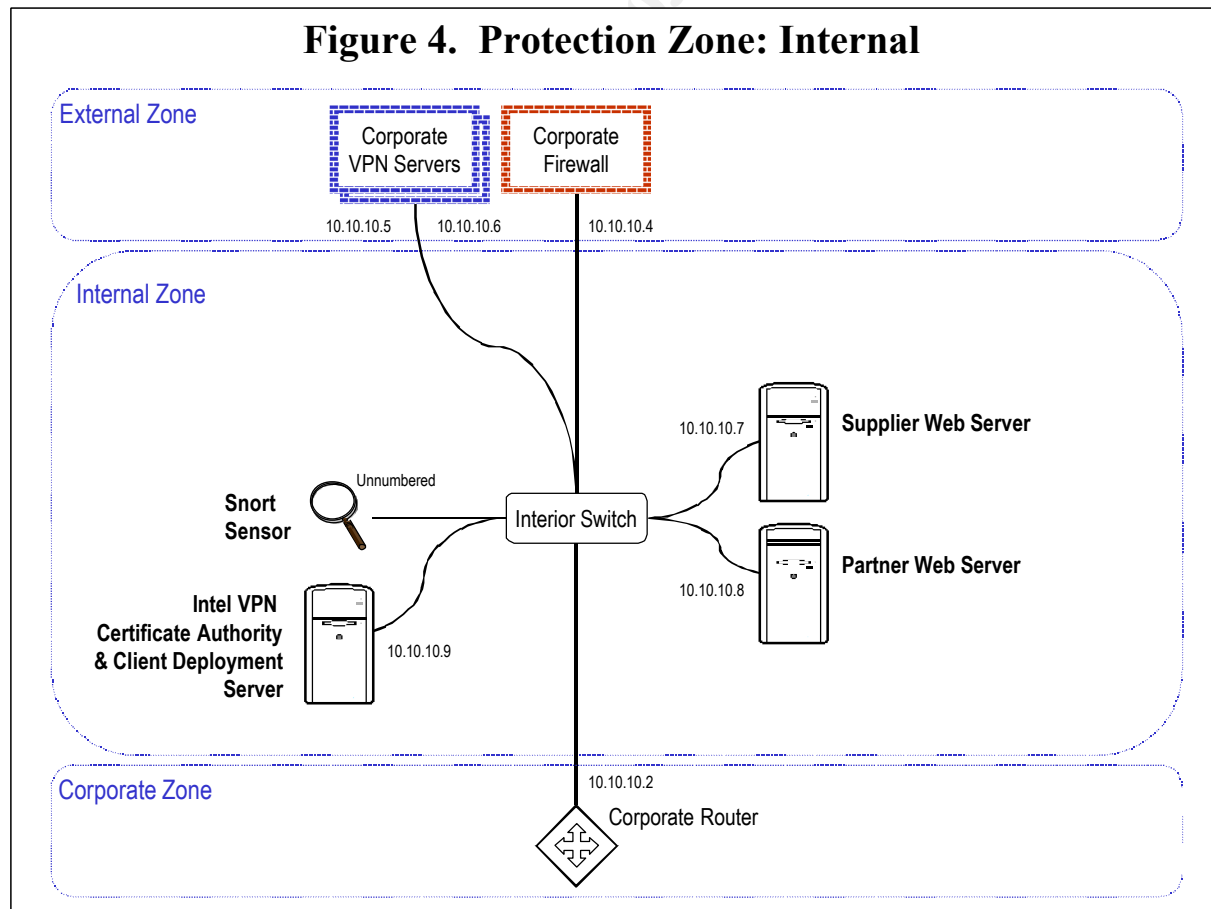 Figure 4. Protection Zone: Internal
External Zone
Corporate
VPN Servers
Corporate
Firewall
10.10.10.5
10.10.10.6
10.10.10.4
Internal Zone
10.10.10.7
Supplier Web Server
Unnumbered
Snort
Sensor
Interior Switch
Partner Web Server
10.10.10.8
Intel VPN
Certificate Authority
& Client Deployment
Server
10.10.10.9
10.10.10.2
Corporate Zone
Corporate Router